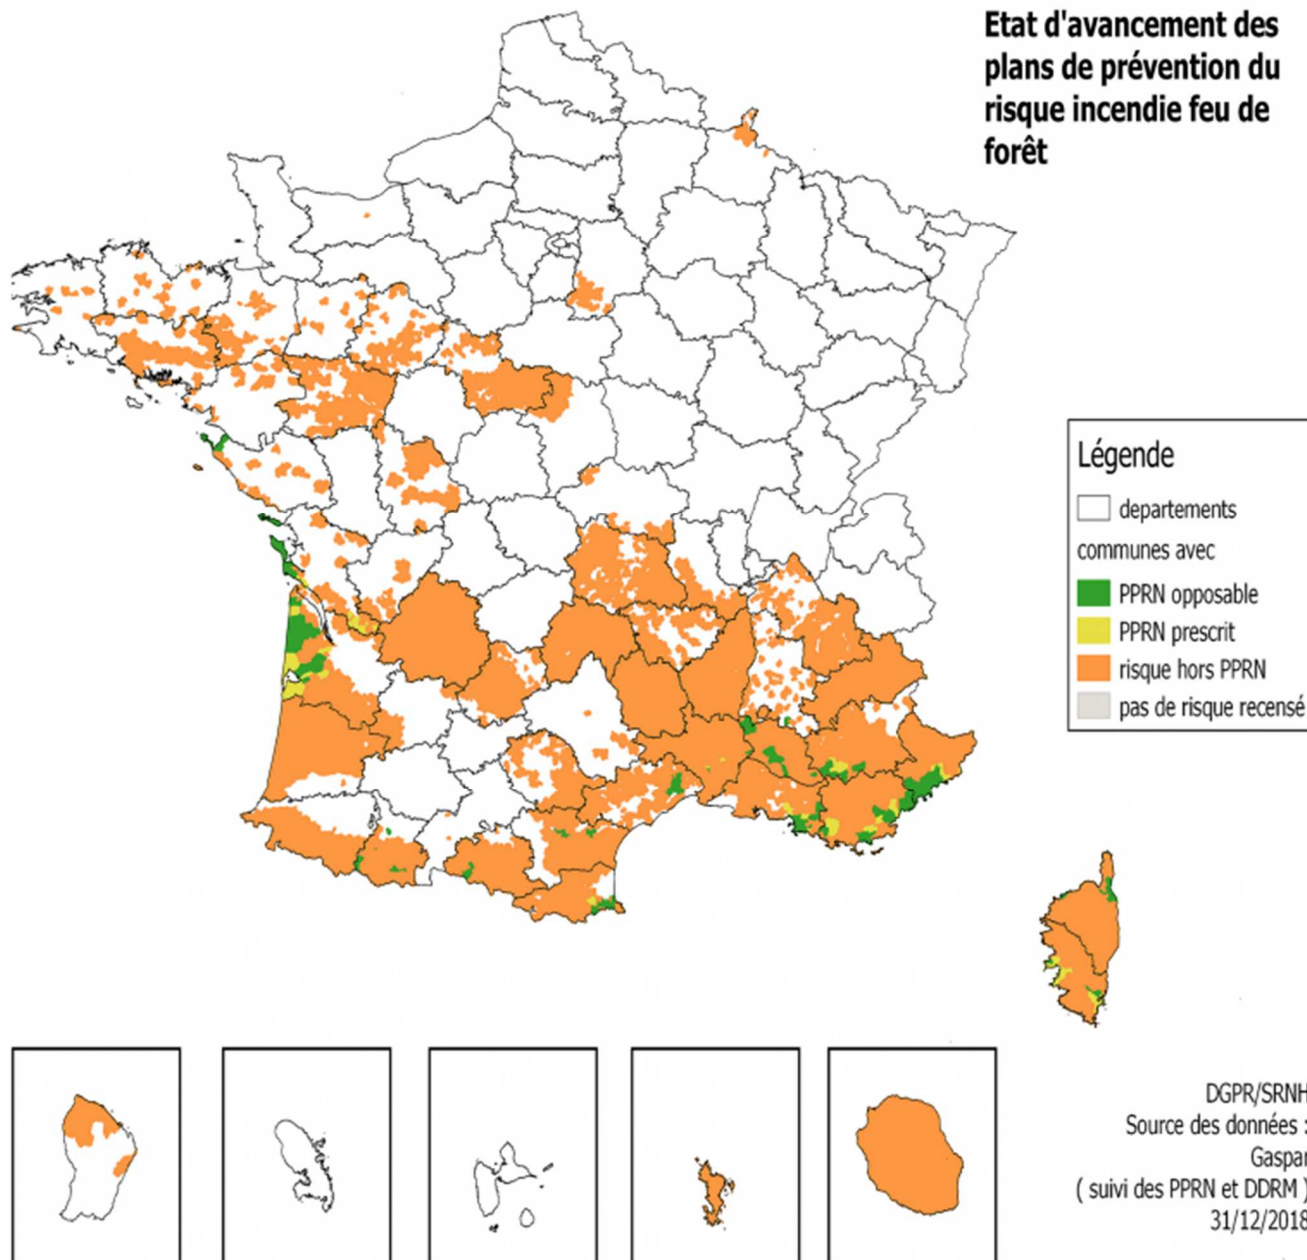 Etat d'avancement des
plans de prévention du
risque incendie feu de
forêt
Légende
departements
communes avec
PPRN opposable
PPRN prescrit
risque hors PPRN
pas de risque recensé
DGPR/SRNH
Source des données :
Gaspar
( suivi des PPRN et DDRM )
31/12/2018